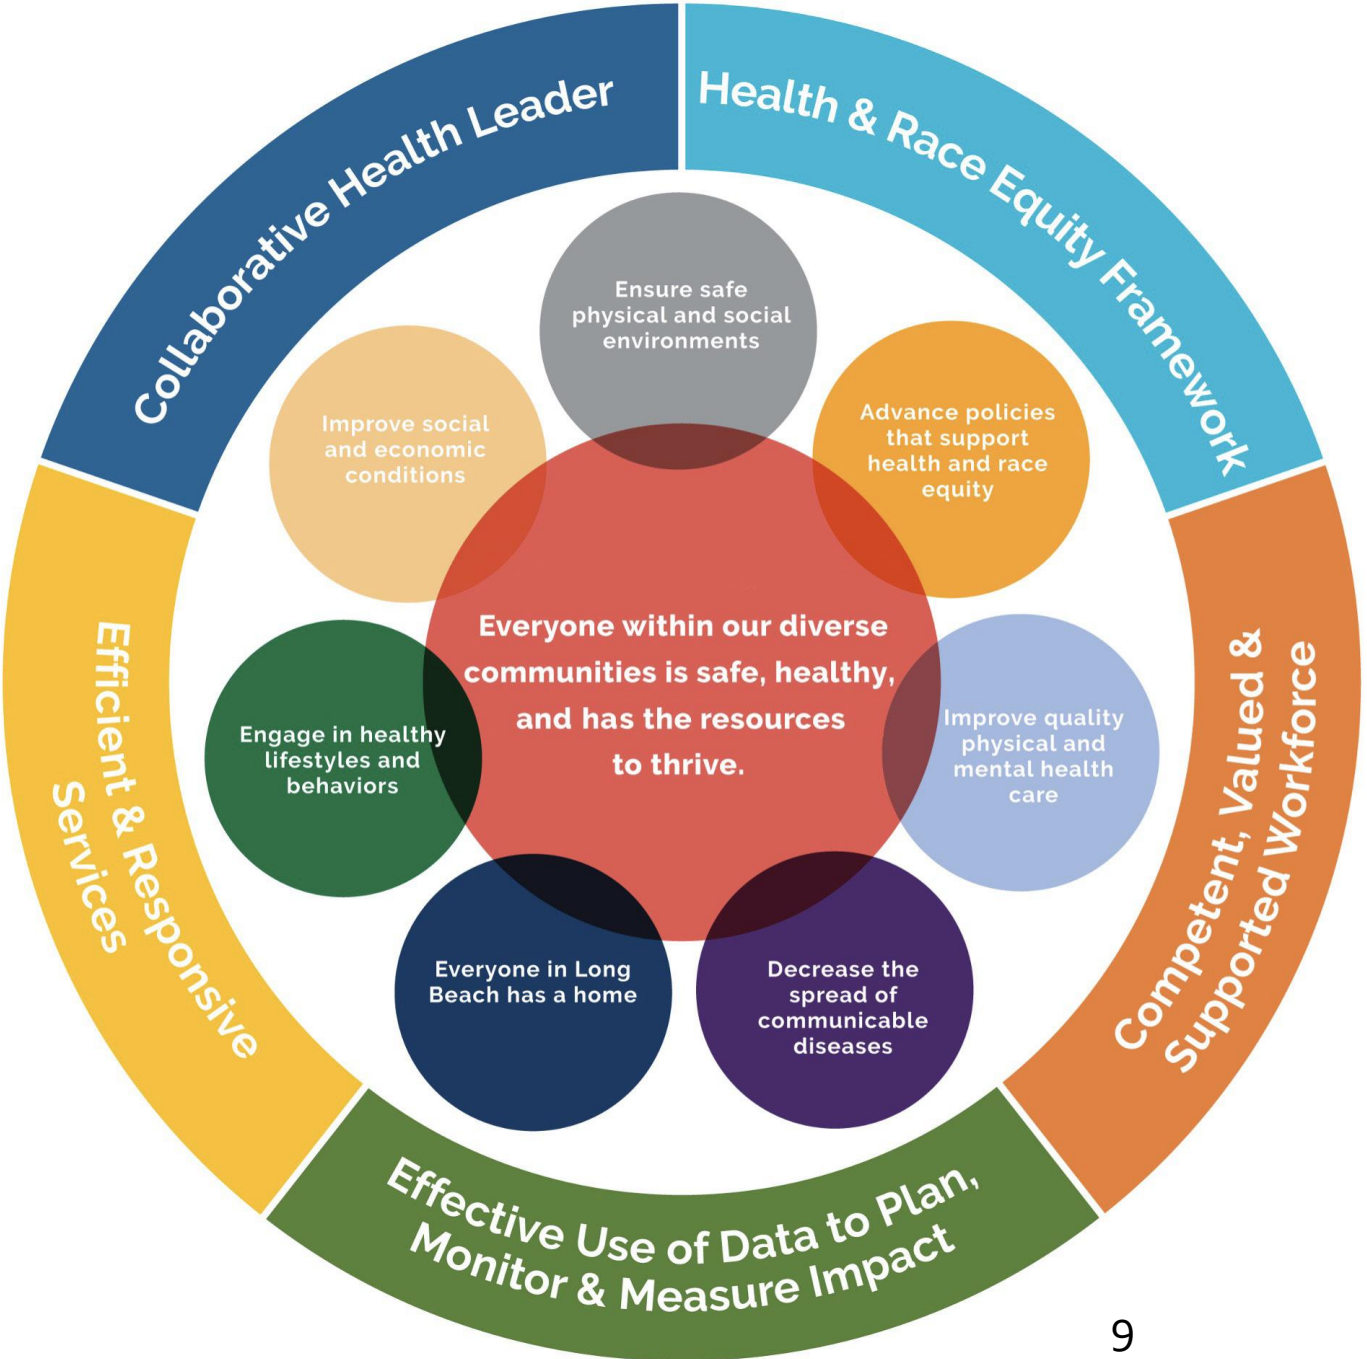 Collaborative Health Leader
Health & Race Equity Framework
Ensure safe
physical and social
environments
Improve social
and economic
conditions
Advance policies
that support
health and race
equity
Everyone within our diverse
communities is safe, healthy,
and has the resources
to thrive.
Engage in healthy
lifestyles and
behaviors
Improve quality
physical and
mental health
care
Everyone in Long
Beach has a home
Decrease the
spread of
communicable
diseases
Efficient & Responsive
Services
Competent, Valued &
Supported Workforce
Effective Use of Data to Plan,
Monitor & Measure Impact
9